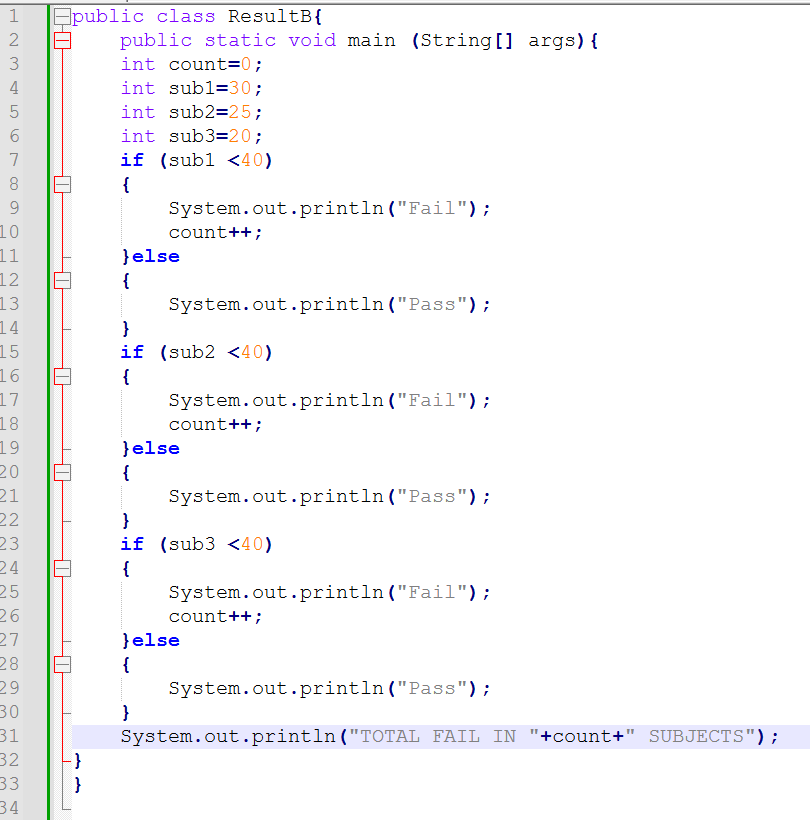 1 public class ResultB{
2 public static void main (String[] args){
3 int count=0;
4 int sub1=30;
5 int sub2=25;
6 int sub3=20;
7 if (sub1 <40)
8 {
9 System.out.println("Fail");
10 count++;
11 }else
12 {
13 System.out.println("Pass");
14 }
15 if (sub2 <40)
16 {
17 System.out.println("Fail");
18 count++;
19 }else
20 {
21 System.out.println("Pass");
22 }
23 if (sub3 <40)
24 {
25 System.out.println("Fail");
26 count++;
27 }else
28 {
29 System.out.println("Pass");
30 }
31 System.out.println("TOTAL FAIL IN "+count+" SUBJECTS");
32 }
33 }
34